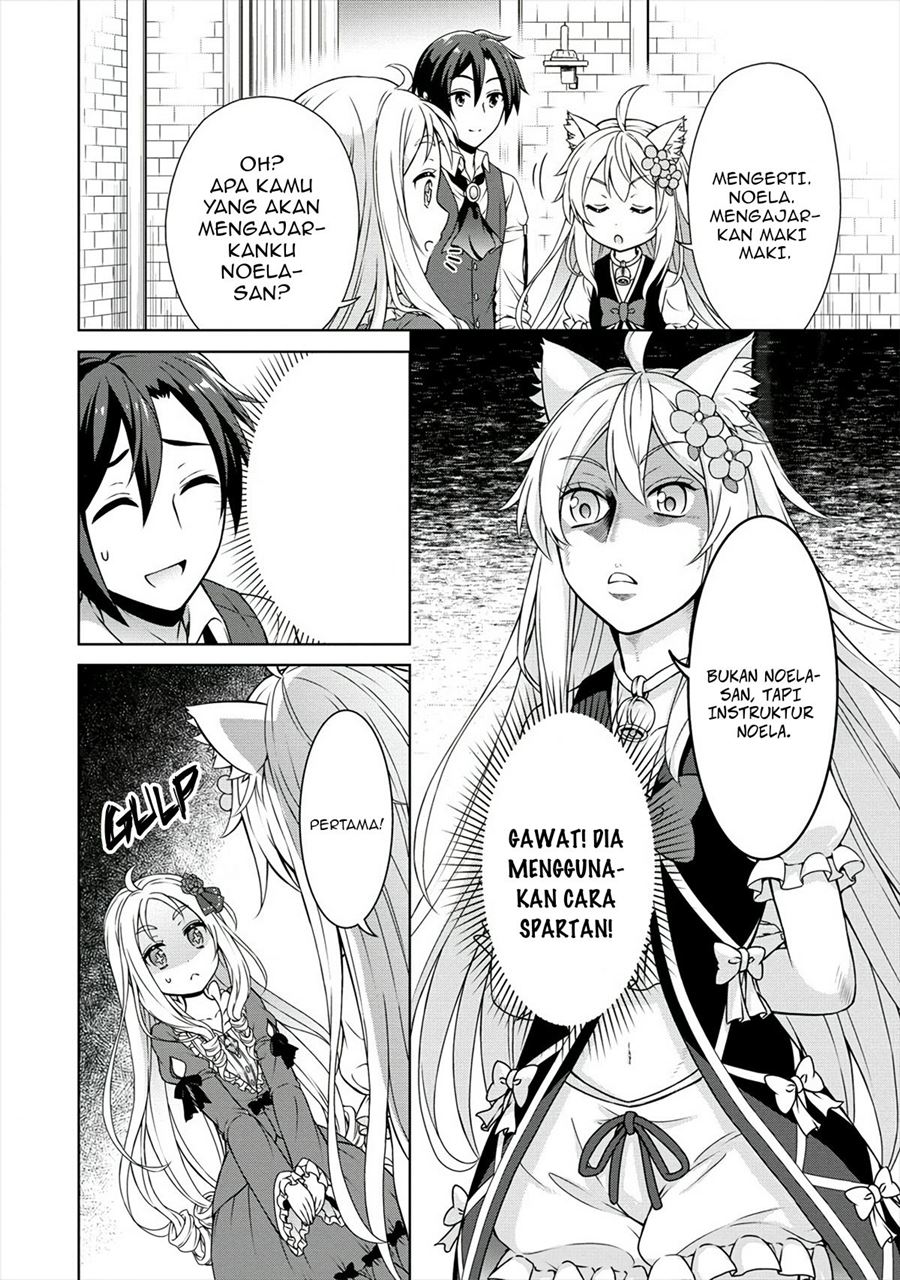 MENGERTI.
NOELA.
MENGAJAR-
KAN MAKI
MAKI.
OH?
APA KAMU
YANG AKAN
MENGAJAR-
KANKU
NOELA-
SAN?
BUKAN NOELA-
SAN, TAPI
INSTRUKTUR
NOELA.
GAWAT! DIA
MENGGUNA-
KAN CARA
SPARTAN!
PERTAMA!
GULP